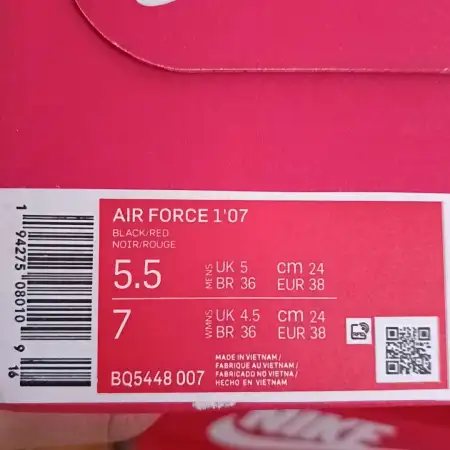 AIR FORCE 1'07
BLACK/RED
NOIR/ROUGE
5.5 MENS UK 5 cm 24
BR 36 EUR 38
7 WMNS UK 4.5 cm 24
BR 36 EUR 38
MADE IN VIETNAM /
FABRIQUE AU VIETNAM /
FABRICADO NO VIETNA /
HECHO EN VIETNAM
BQ5448 007
1 94275 08010 9 16
NIKE